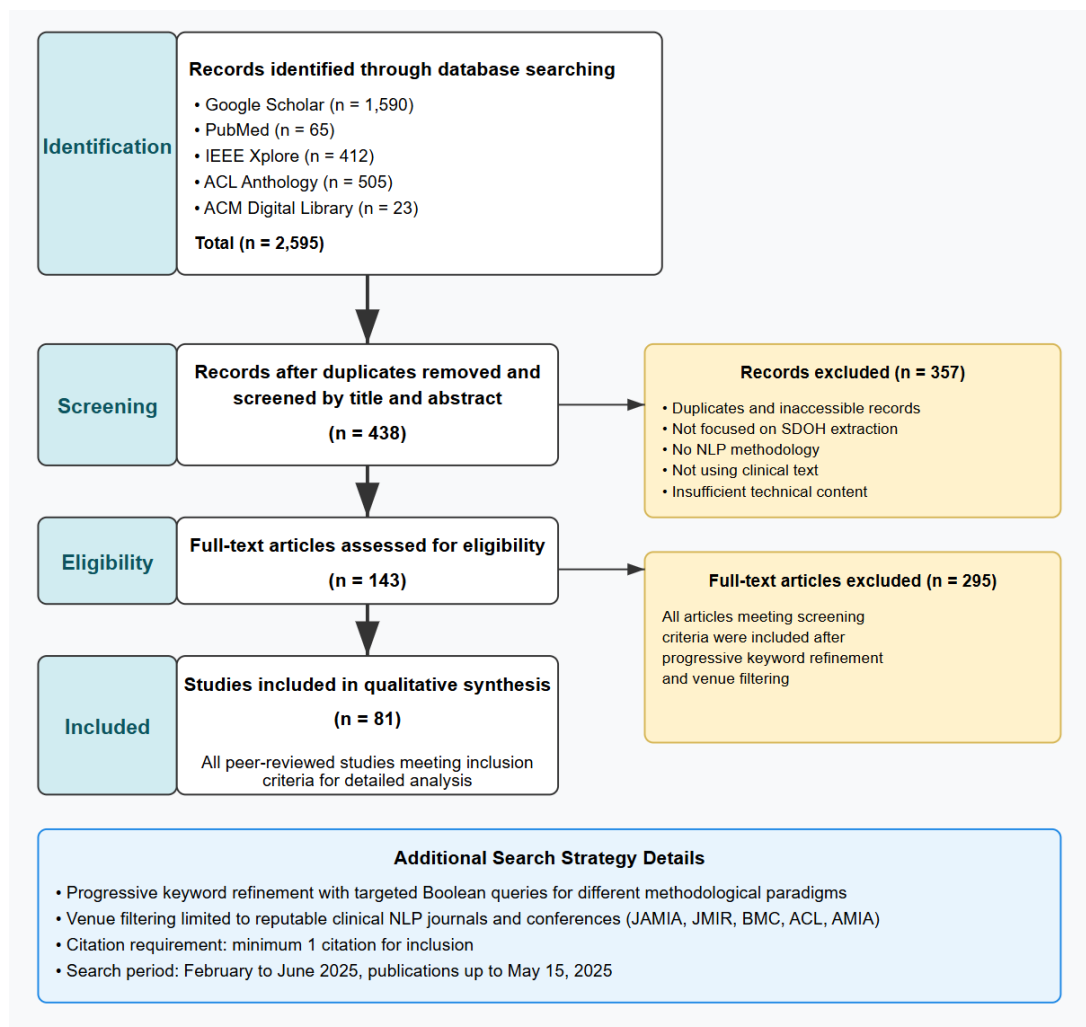 Identification
Records identified through database searching
• Google Scholar (n = 1,590)
• PubMed (n = 65)
• IEEE Xplore (n = 412)
• ACL Anthology (n = 505)
• ACM Digital Library (n = 23)
Total (n = 2,595)
Screening
Records after duplicates removed and
screened by title and abstract
(n = 438)
Records excluded (n = 357)
• Duplicates and inaccessible records
• Not focused on SDOH extraction
• No NLP methodology
• Not using clinical text
• Insufficient technical content
Eligibility
Full-text articles assessed for eligibility
(n = 143)
Full-text articles excluded (n = 295)
All articles meeting screening
criteria were included after
progressive keyword refinement
and venue filtering
Included
Studies included in qualitative synthesis
(n = 81)
All peer-reviewed studies meeting inclusion
criteria for detailed analysis
Additional Search Strategy Details
• Progressive keyword refinement with targeted Boolean queries for different methodological paradigms
• Venue filtering limited to reputable clinical NLP journals and conferences (JAMIA, JMIR, BMC, ACL, AMIA)
• Citation requirement: minimum 1 citation for inclusion
• Search period: February to June 2025, publications up to May 15, 2025